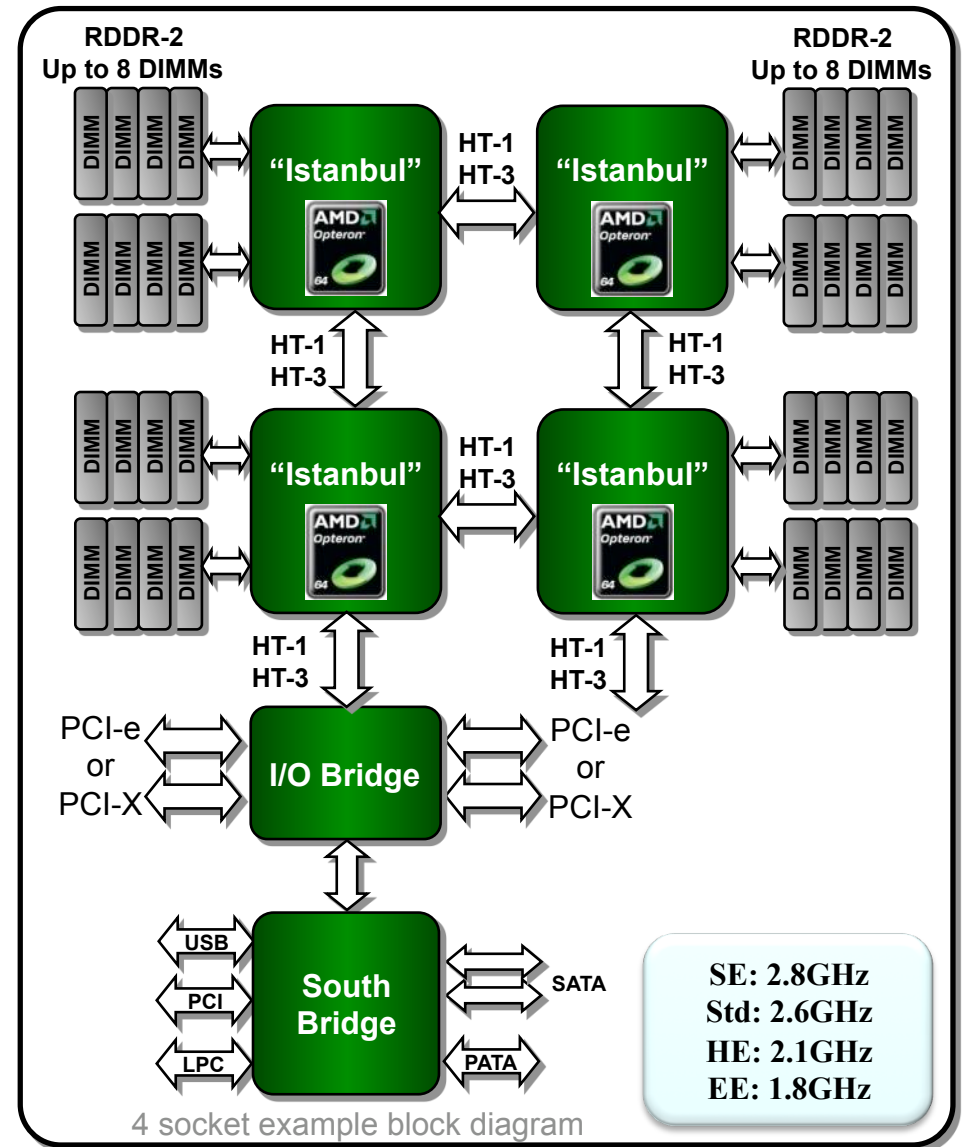 RDDR-2
Up to 8 DIMMs
RDDR-2
Up to 8 DIMMs
DIMM DIMM DIMM DIMM
"Istanbul"
AMD
Opteron
64
HT-1
HT-3
"Istanbul"
AMD
Opteron
64
DIMM DIMM DIMM DIMM
DIMM DIMM DIMM DIMM
DIMM DIMM DIMM DIMM
HT-1
HT-3
HT-1
HT-3
DIMM DIMM DIMM DIMM
"Istanbul"
AMD
Opteron
64
HT-1
HT-3
"Istanbul"
AMD
Opteron
64
DIMM DIMM DIMM DIMM
DIMM DIMM DIMM DIMM
DIMM DIMM DIMM DIMM
HT-1
HT-3
HT-1
HT-3
PCI-e
or
PCI-X
I/O Bridge
PCI-e
or
PCI-X
USB
PCI
LPC
South
Bridge
SATA
PATA
SE: 2.8GHz
Std: 2.6GHz
HE: 2.1GHz
EE: 1.8GHz
4 socket example block diagram